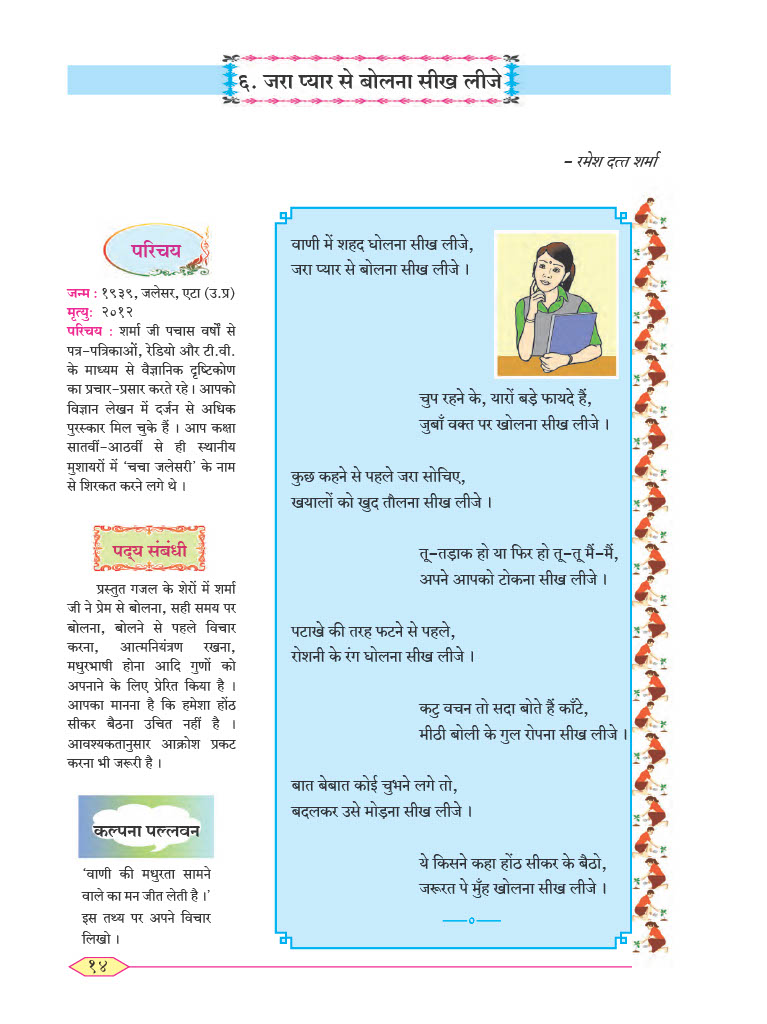 ६. जरा प्यार से बोलना सीख लीजे
– रमेश दत्त शर्मा
परिचय
जन्म : १९३९, जलेसर, एटा (उ.प्र)
मृत्यु: २०१२
परिचय : शर्मा जी पचास वर्षों से
पत्र-पत्रिकाओं, रेडियो और टी.वी.
के माध्यम से वैज्ञानिक दृष्टिकोण
का प्रचार-प्रसार करते रहे । आपको
विज्ञान लेखन में दर्जन से अधिक
पुरस्कार मिल चुके हैं । आप कक्षा
सातवीं-आठवीं से ही स्थानीय
मुशायरों में ‘चचा जलेसरी’ के नाम
से शिरकत करने लगे थे ।
पद्‌य संबंधी
प्रस्तुत गजल के शेरों में शर्मा
जी ने प्रेम से बोलना, सही समय पर
बोलना, बोलने से पहले विचार
करना, आत्मनियंत्रण रखना,
मधुरभाषी होना आदि गुणों को
अपनाने के लिए प्रेरित किया है ।
आपका मानना है कि हमेशा होंठ
सीकर बैठना उचित नहीं है ।
आवश्यकतानुसार आक्रोश प्रकट
करना भी जरूरी है ।
कल्पना पल्लवन
‘वाणी की मधुरता सामने
वाले का मन जीत लेती है ।’
इस तथ्य पर अपने विचार
लिखो ।
वाणी में शहद घोलना सीख लीजे,
जरा प्यार से बोलना सीख लीजे ।
चुप रहने के, यारों बड़े फायदे हैं,
जुबाँ वक्त पर खोलना सीख लीजे ।
कुछ कहने से पहले जरा सोचिए,
खयालों को खुद तौलना सीख लीजे ।
तू-तड़ाक हो या फिर हो तू-तू मैं-मैं,
अपने आपको टोकना सीख लीजे ।
पटाखे की तरह फटने से पहले,
रोशनी के रंग घोलना सीख लीजे ।
कटु वचन तो सदा बोते हैं काँटे,
मीठी बोली के गुल रोपना सीख लीजे ।
बात बेबात कोई चुभने लगे तो,
बदलकर उसे मोड़ना सीख लीजे ।
ये किसने कहा होंठ सीकर के बैठो,
जरूरत पे मुँह खोलना सीख लीजे ।
१४